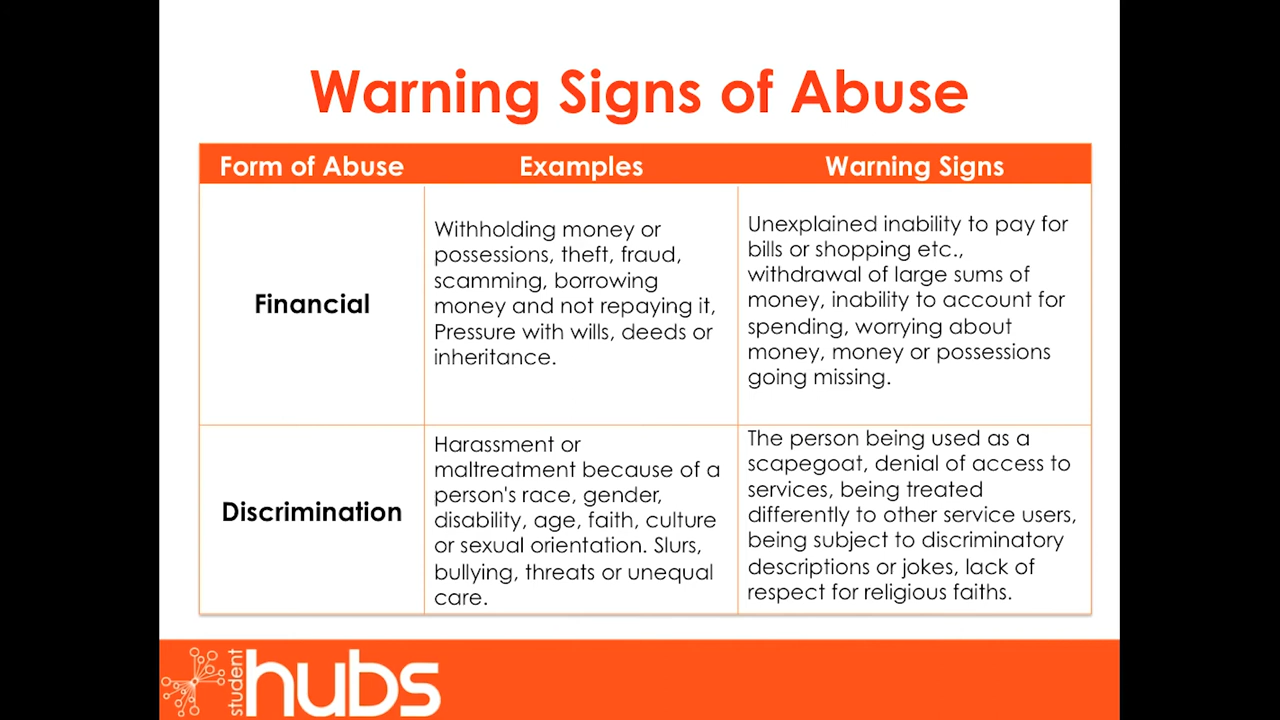 Warning Signs of Abuse
Form of Abuse
Examples
Warning Signs
Financial
Withholding money or
possessions, theft, fraud,
scamming, borrowing
money and not repaying it,
Pressure with wills, deeds or
inheritance.
Unexplained inability to pay for
bills or shopping etc.,
withdrawal of large sums of
money, inability to account for
spending, worrying about
money, money or possessions
going missing.
Discrimination
Harassment or
maltreatment because of a
person's race, gender,
disability, age, faith, culture
or sexual orientation. Slurs,
bullying, threats or unequal
care.
The person being used as a
scapegoat, denial of access to
services, being treated
differently to other service users,
being subject to discriminatory
descriptions or jokes, lack of
respect for religious faiths.
student
hubs